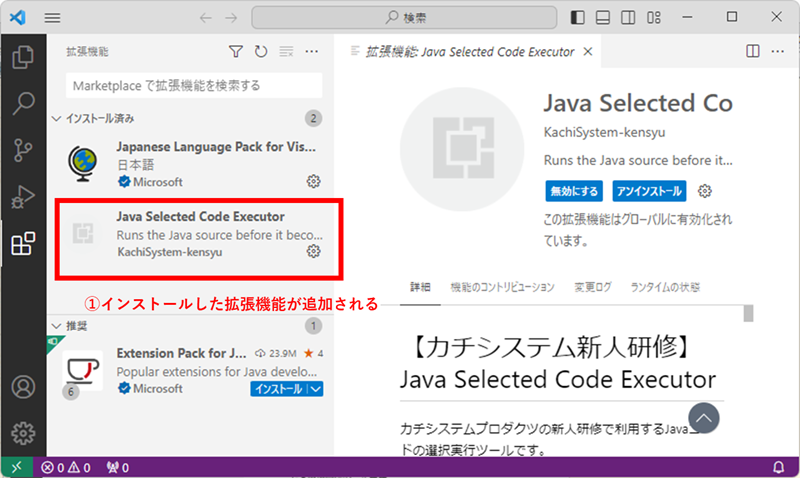 検索
拡張機能
拡張機能: Java Selected Code Executor
Marketplace で拡張機能を検索する
インストール済み
2
Japanese Language Pack for Vis...
日本語
Microsoft
Java Selected Code Executor
Runs the Java source before it beco...
KachiSystem-kensyu
①インストールした拡張機能が追加される
推奨
1
Extension Pack for J... 23.9M ★ 4
Popular extensions for Java develo...
Microsoft
インストール
6
Java Selected Co
KachiSystem-kensyu
Runs the Java source before it...
無効にする アンインストール
この拡張機能はグローバルに有効化され
ています。
詳細 機能のコントリビューション 変更ログ ランタイムの状態
【カチシステム新人研修】
Java Selected Code Executor
カチシステムプロダクツの新人研修で利用するJavaコー
ドの選択実行ツールです。
0 0 0